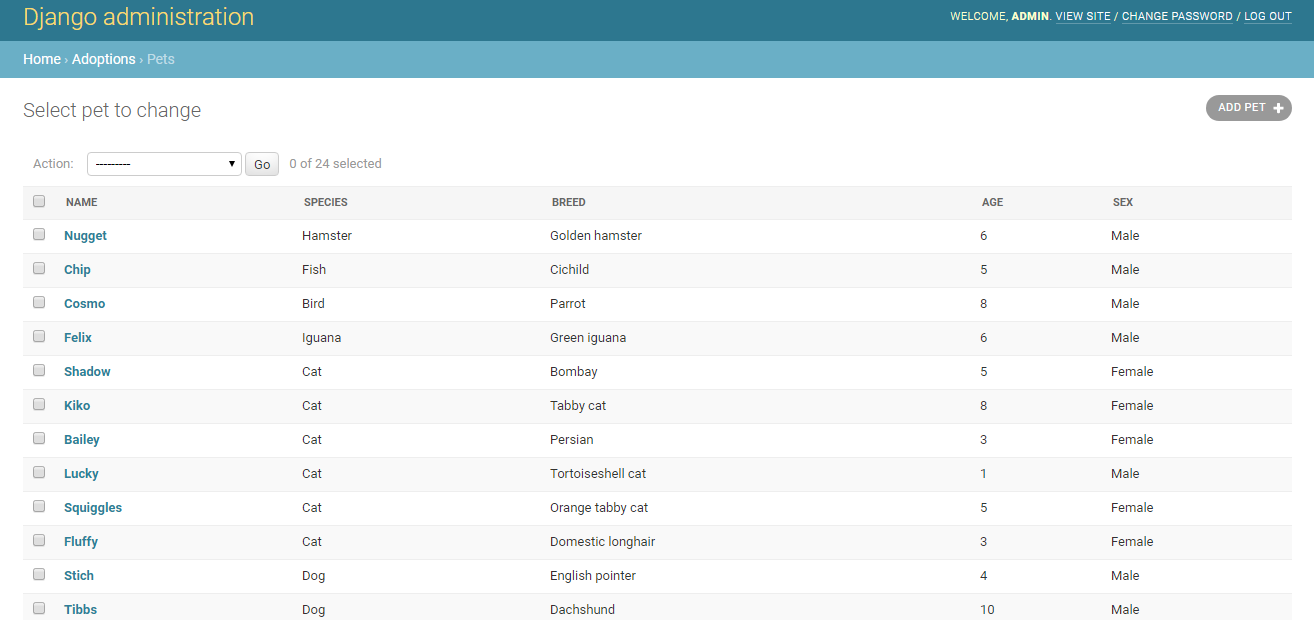 Django administration
WELCOME, ADMIN. VIEW SITE / CHANGE PASSWORD / LOG OUT
Home › Adoptions › Pets
Select pet to change
ADD PET +
Action: --------- Go 0 of 24 selected
NAME SPECIES BREED AGE SEX
Nugget Hamster Golden hamster 6 Male
Chip Fish Cichild 5 Male
Cosmo Bird Parrot 8 Male
Felix Iguana Green iguana 6 Male
Shadow Cat Bombay 5 Female
Kiko Cat Tabby cat 8 Female
Bailey Cat Persian 3 Female
Lucky Cat Tortoiseshell cat 1 Male
Squiggles Cat Orange tabby cat 5 Female
Fluffy Cat Domestic longhair 3 Female
Stich Dog English pointer 4 Male
Tibbs Dog Dachshund 10 Male